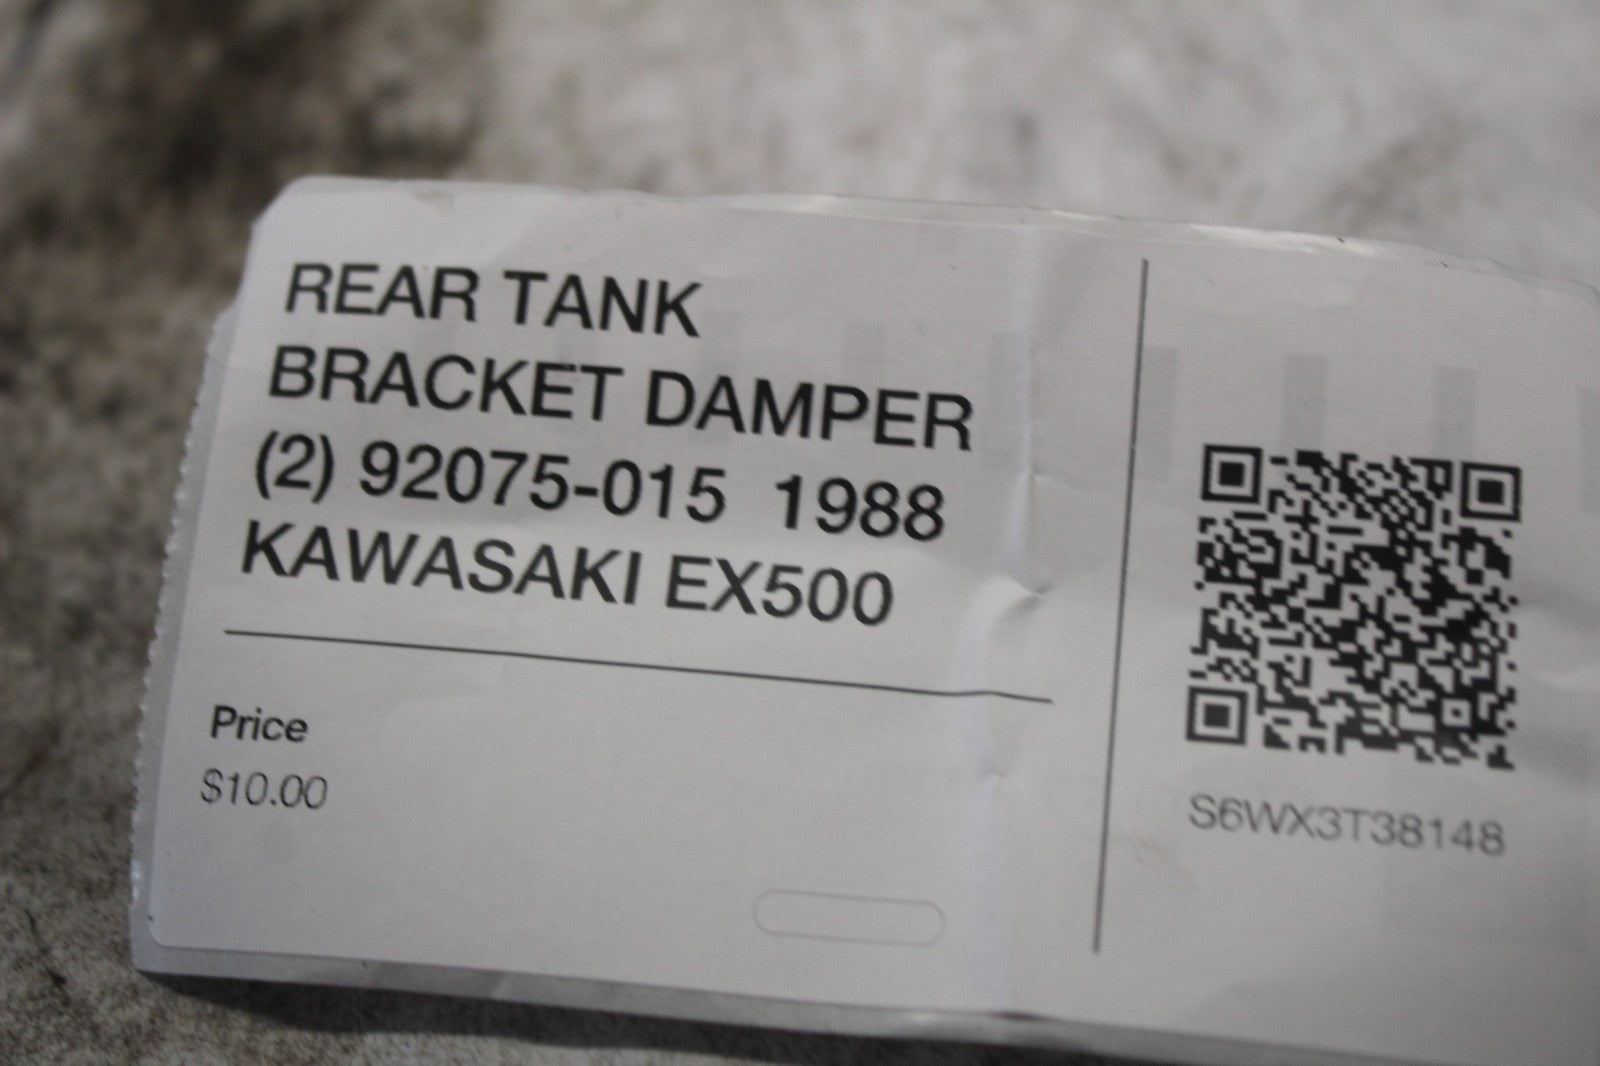 REAR TANK
BRACKET DAMPER
(2) 92075-015 1988
KAWASAKI EX500
Price
$10.00
S6WX3T38148